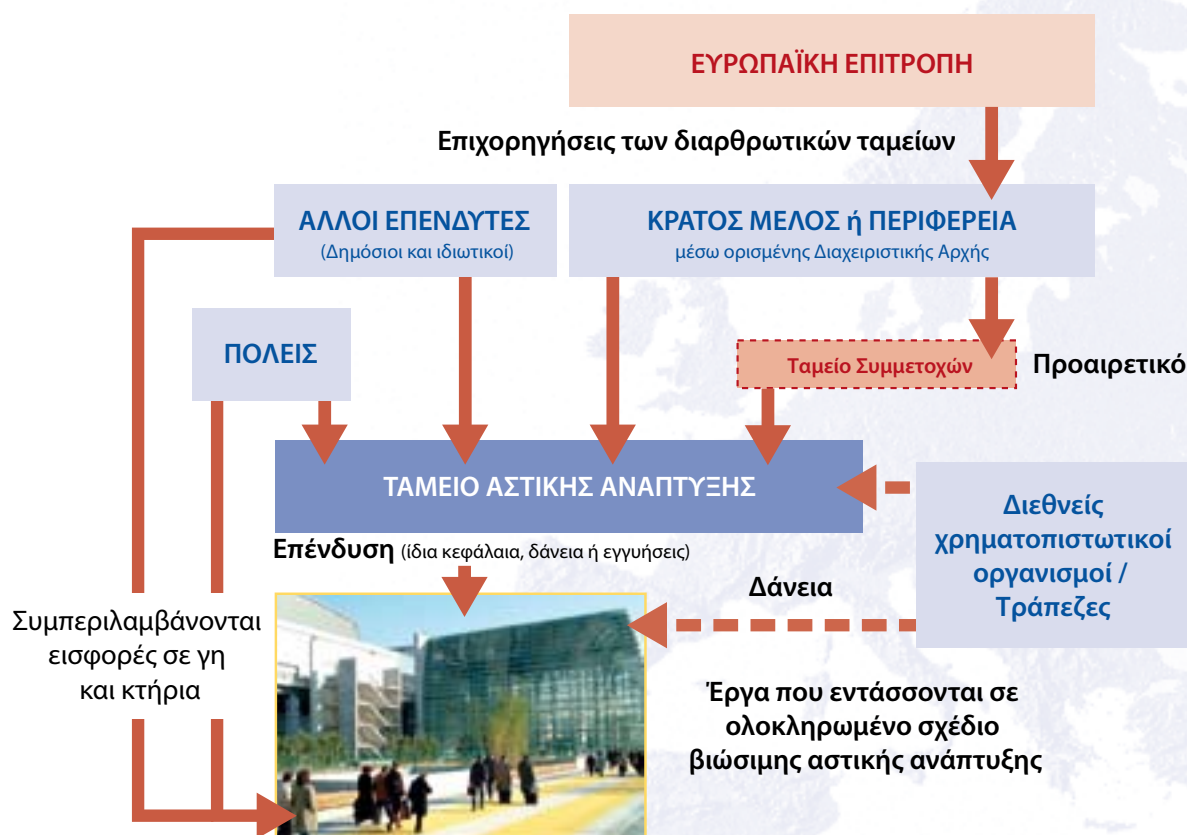 ΕΥΡΩΠΑΪΚΗ ΕΠΙΤΡΟΠΗ
Επιχορηγήσεις των διαρθρωτικών ταμείων
ΑΛΛΟΙ ΕΠΕΝΔΥΤΕΣ
(Δημόσιοι και ιδιωτικοί)
ΚΡΑΤΟΣ ΜΕΛΟΣ ή ΠΕΡΙΦΕΡΕΙΑ
μέσω ορισμένης Διαχειριστικής Αρχής
ΠΟΛΕΙΣ
Ταμείο Συμμετοχών
Προαιρετικό
ΤΑΜΕΙΟ ΑΣΤΙΚΗΣ ΑΝΑΠΤΥΞΗΣ
Διεθνείς
χρηματοπιστωτικοί
οργανισμοί /
Τράπεζες
Επένδυση (ίδια κεφάλαια, δάνεια ή εγγυήσεις)
Δάνεια
Συμπεριλαμβάνονται
εισφορές σε γη
και κτήρια
Έργα που εντάσσονται σε
ολοκληρωμένο σχέδιο
βιώσιμης αστικής ανάπτυξης